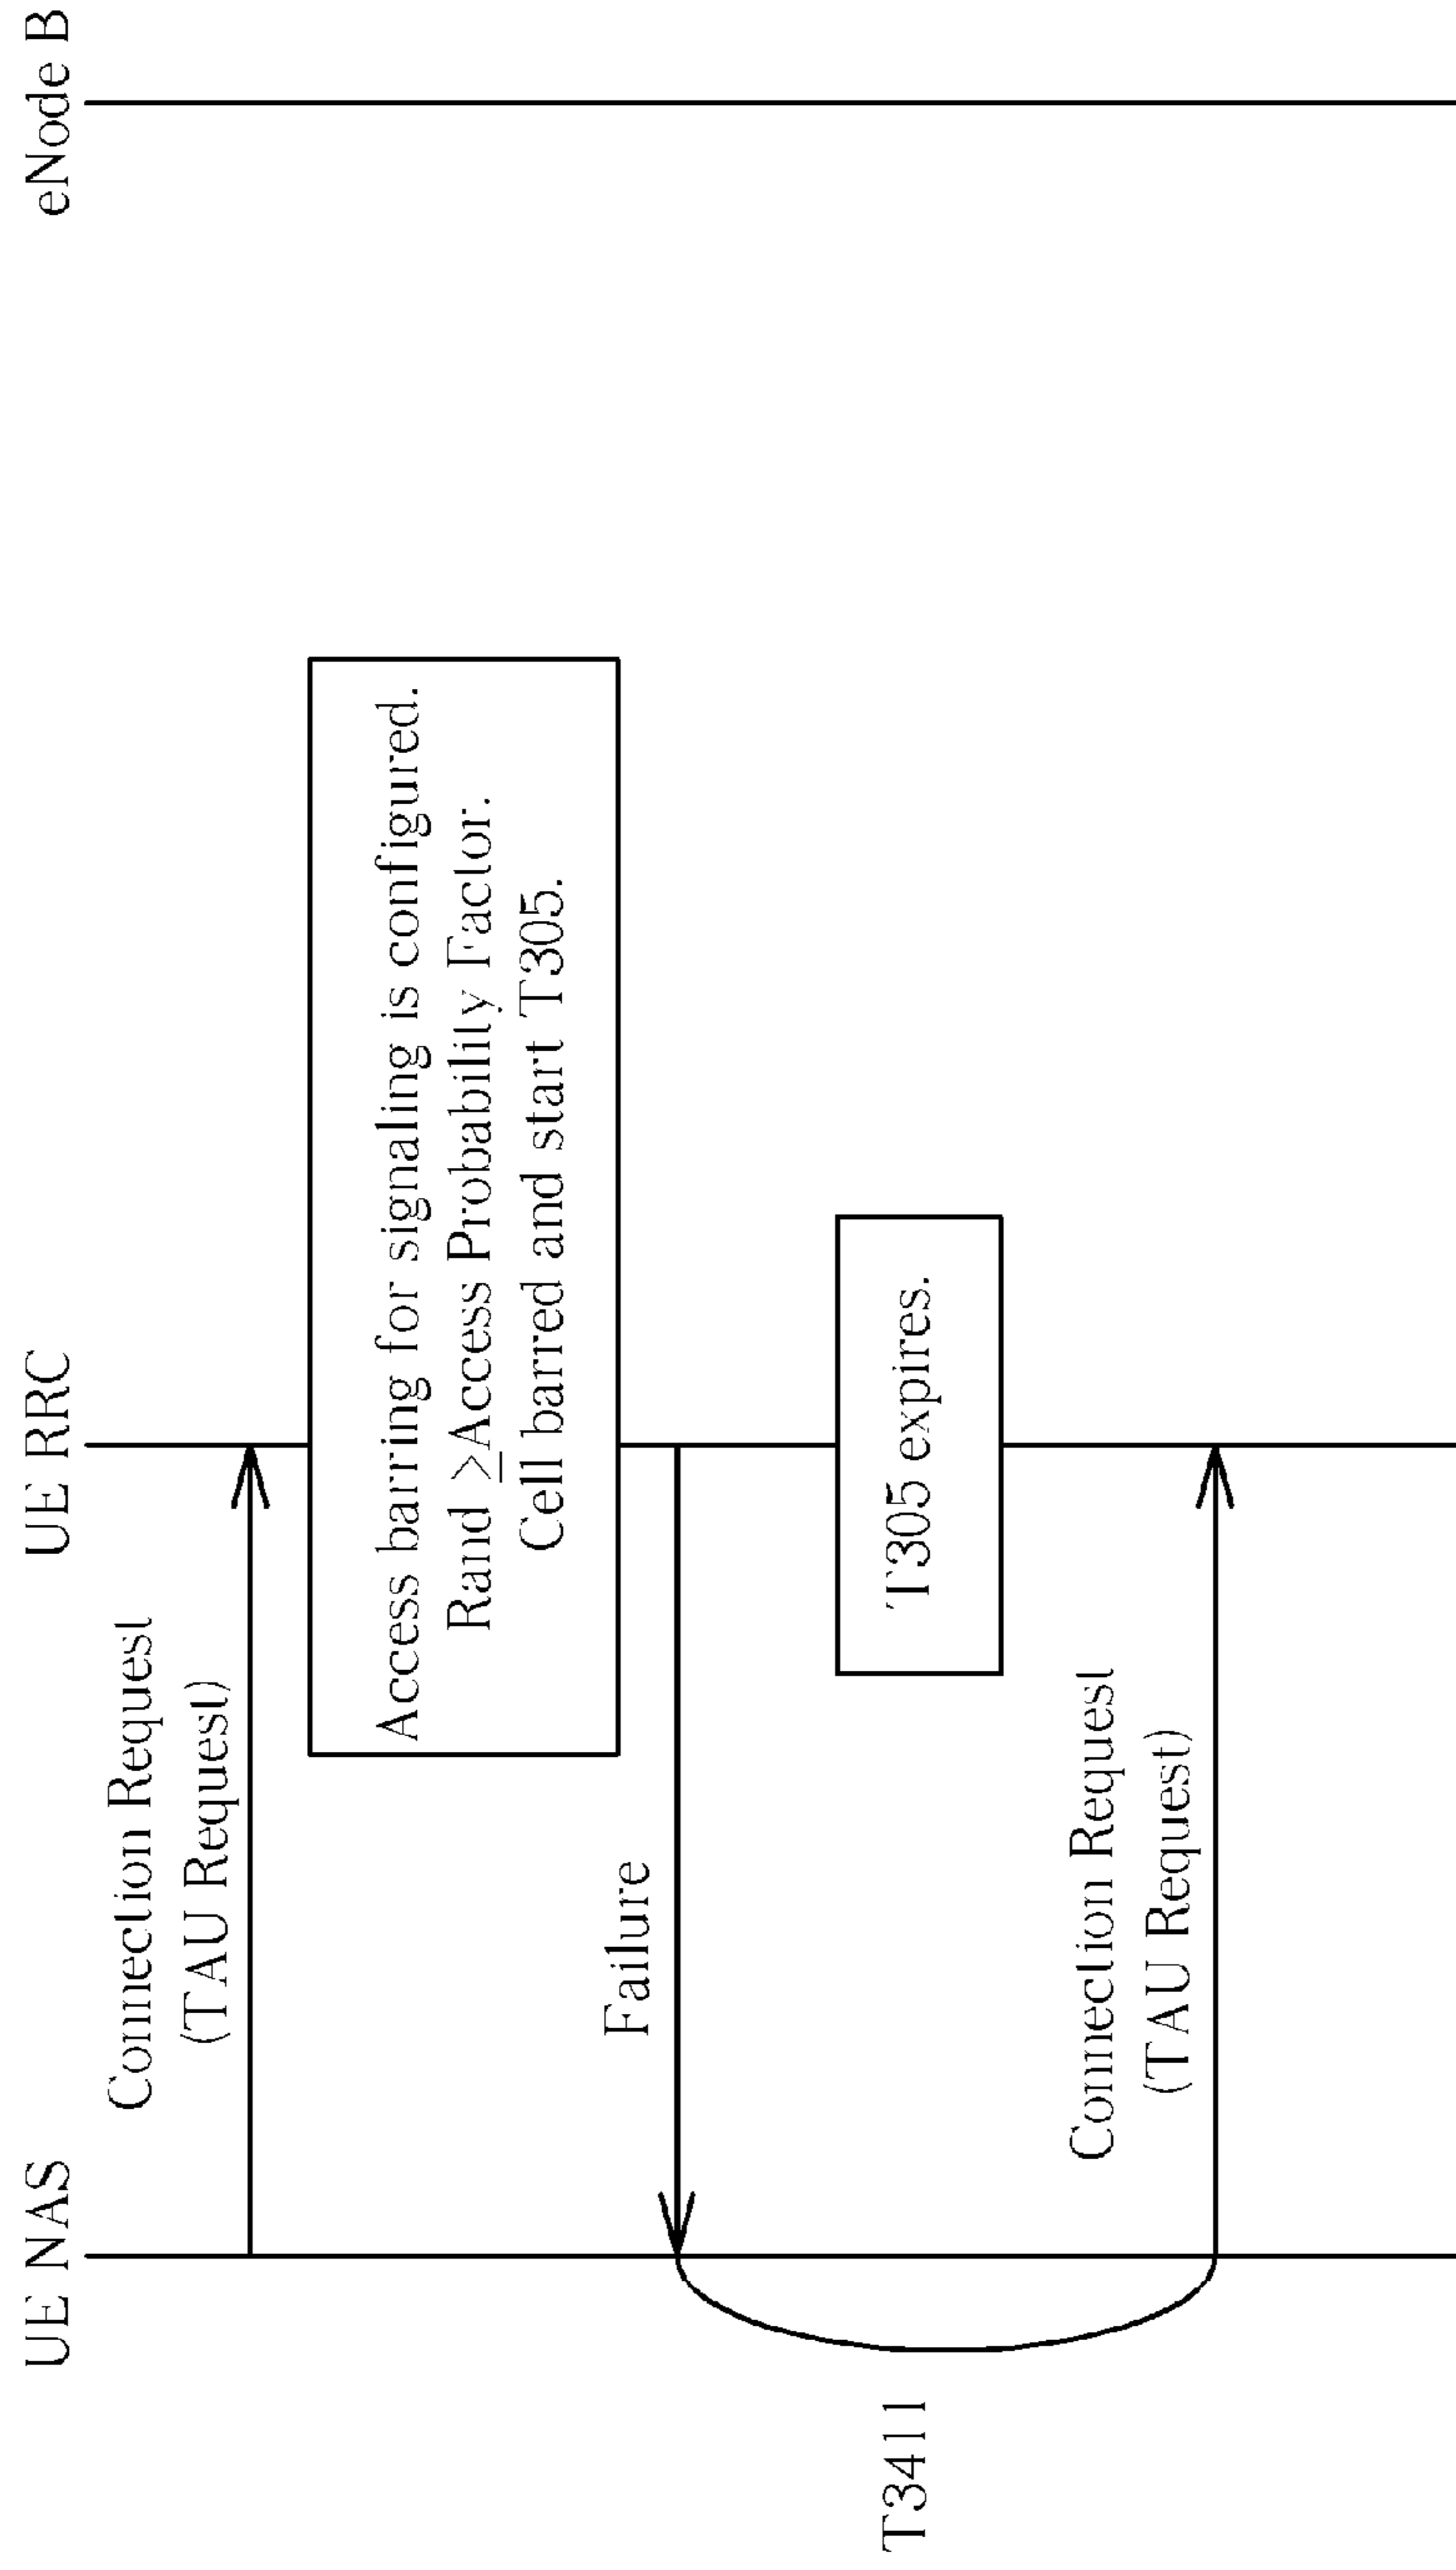 UE NAS
UE RRC
eNode B
Connection Request
(TAU Request)
Access barring for signaling is configured.
Rand ≥Access Probability Factor.
Cell barred and start T305.
Failure
T305 expires.
T3411
Connection Request
(TAU Request)